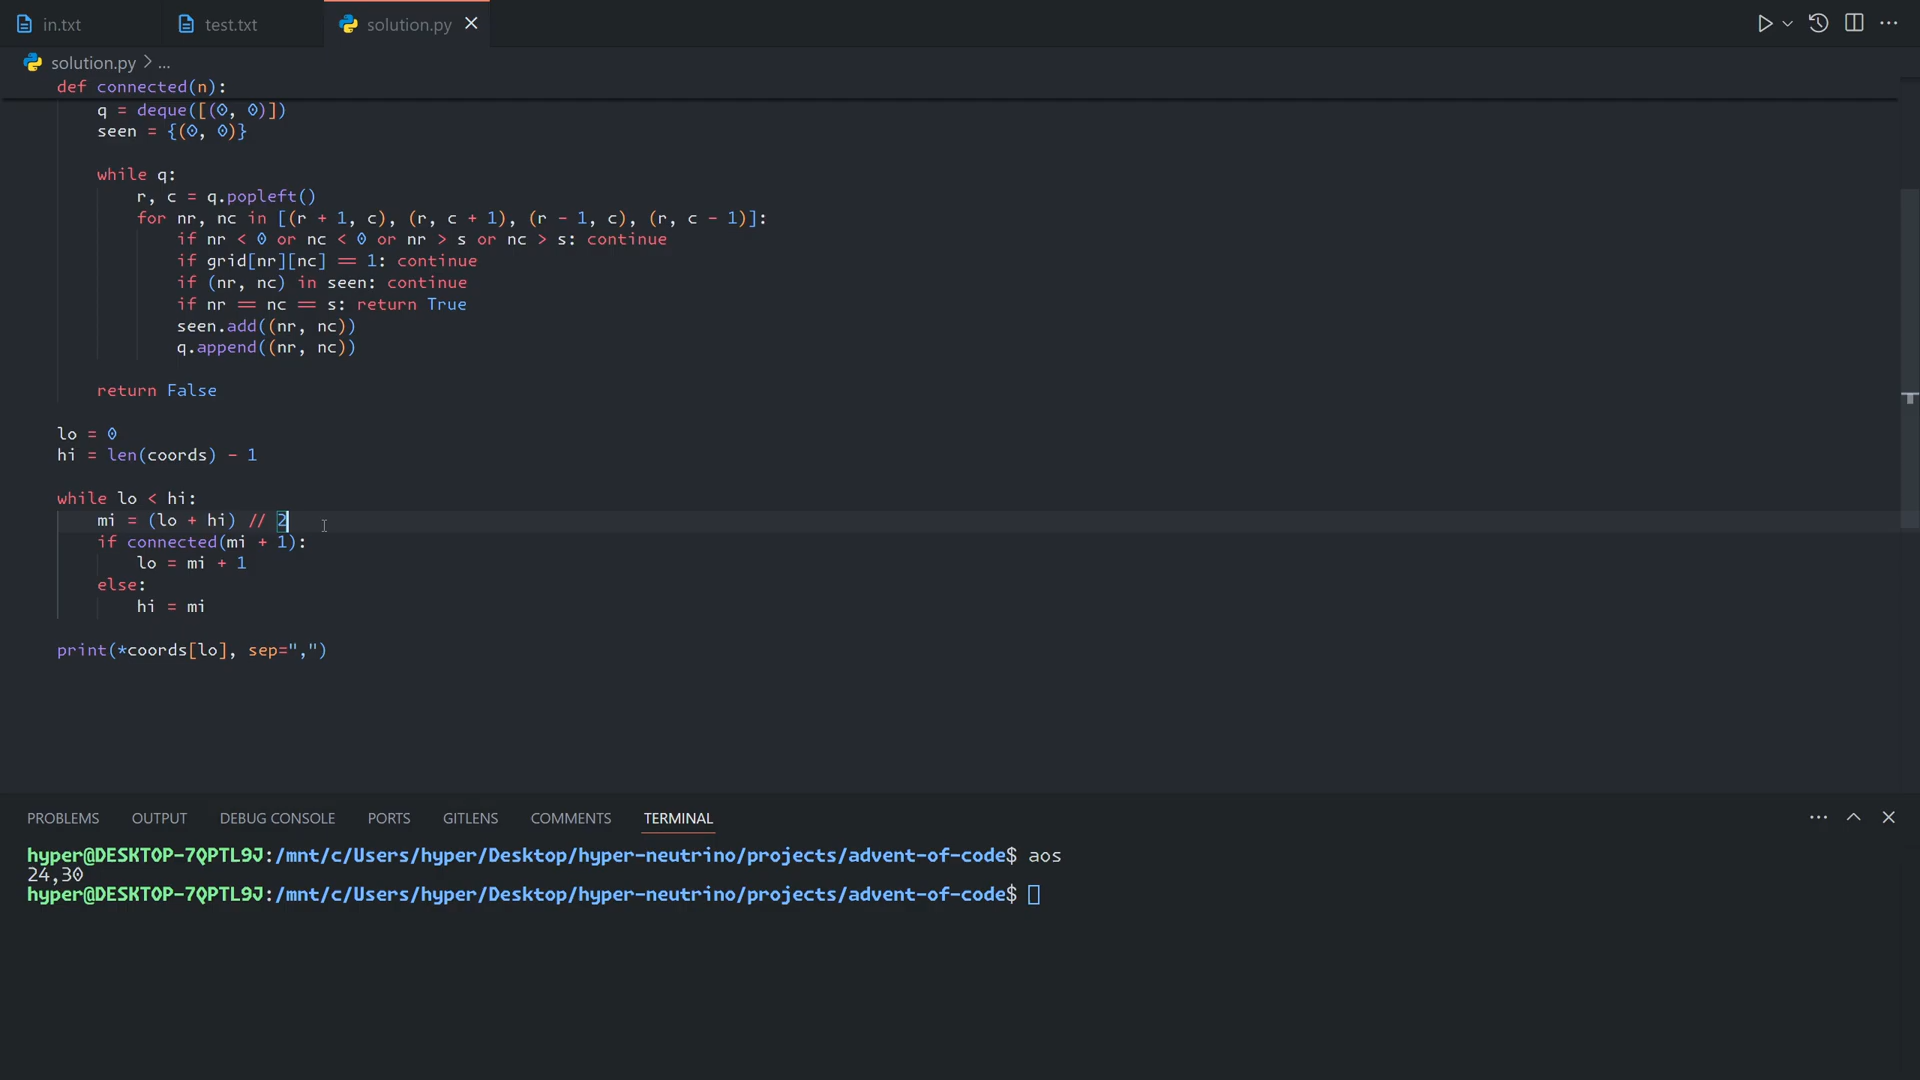 in.txt
test.txt
solution.py
solution.py > ...
def connected(n):
q = deque([(0, 0)])
seen = {(0, 0)}
while q:
r, c = q.popleft()
for nr, nc in [(r + 1, c), (r, c + 1), (r - 1, c), (r, c - 1)]:
if nr < 0 or nc < 0 or nr > s or nc > s: continue
if grid[nr][nc] == 1: continue
if (nr, nc) in seen: continue
if nr == nc == s: return True
seen.add((nr, nc))
q.append((nr, nc))
return False
lo = 0
hi = len(coords) - 1
while lo < hi:
mi = (lo + hi) // 2
if connected(mi + 1):
lo = mi + 1
else:
hi = mi
print(*coords[lo], sep=",")
PROBLEMS OUTPUT DEBUG CONSOLE PORTS GITLENS COMMENTS TERMINAL
hyper@DESKTOP-7QPTL9J:/mnt/c/Users/hyper/Desktop/hyper-neutrino/projects/advent-of-code$ aos
24,30
hyper@DESKTOP-7QPTL9J:/mnt/c/Users/hyper/Desktop/hyper-neutrino/projects/advent-of-code$